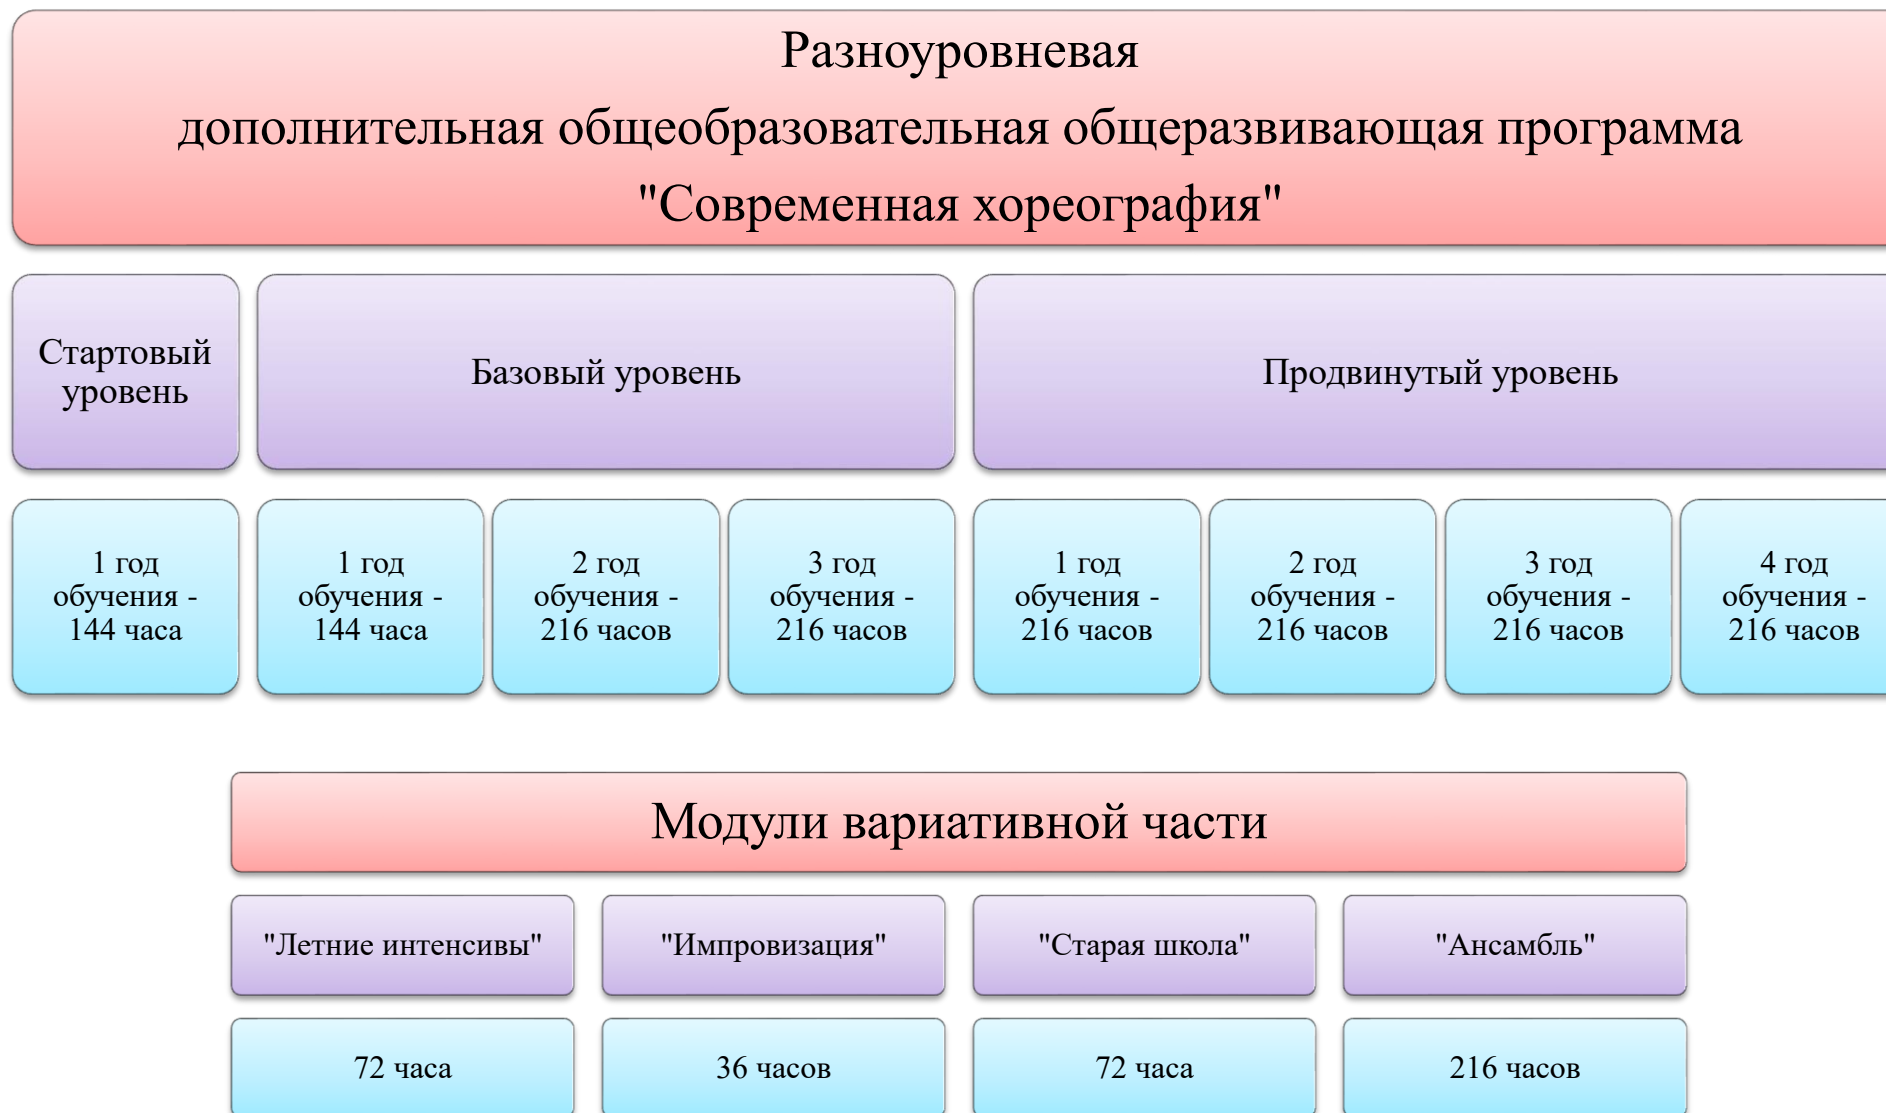 Разноуровневая
дополнительная общеобразовательная общеразвивающая программа
"Современная хореография"
Стартовый
уровень
Базовый уровень
Продвинутый уровень
1 год
обучения -
144 часа
1 год
обучения -
144 часа
2 год
обучения -
216 часов
3 год
обучения -
216 часов
1 год
обучения -
216 часов
2 год
обучения -
216 часов
3 год
обучения -
216 часов
4 год
обучения -
216 часов
Модули вариативной части
"Летние интенсивы"
"Импровизация"
"Старая школа"
"Ансамбль"
72 часа
36 часов
72 часа
216 часов